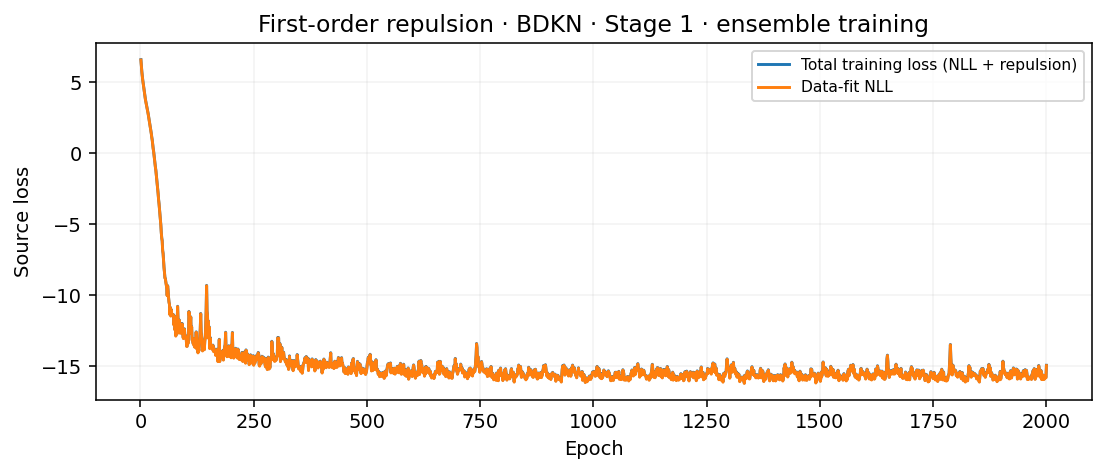 First-order repulsion · BDKN · Stage 1 · ensemble training
Total training loss (NLL + repulsion)
Data-fit NLL
Source loss
5
0
−5
−10
−15
0 250 500 750 1000 1250 1500 1750 2000
Epoch